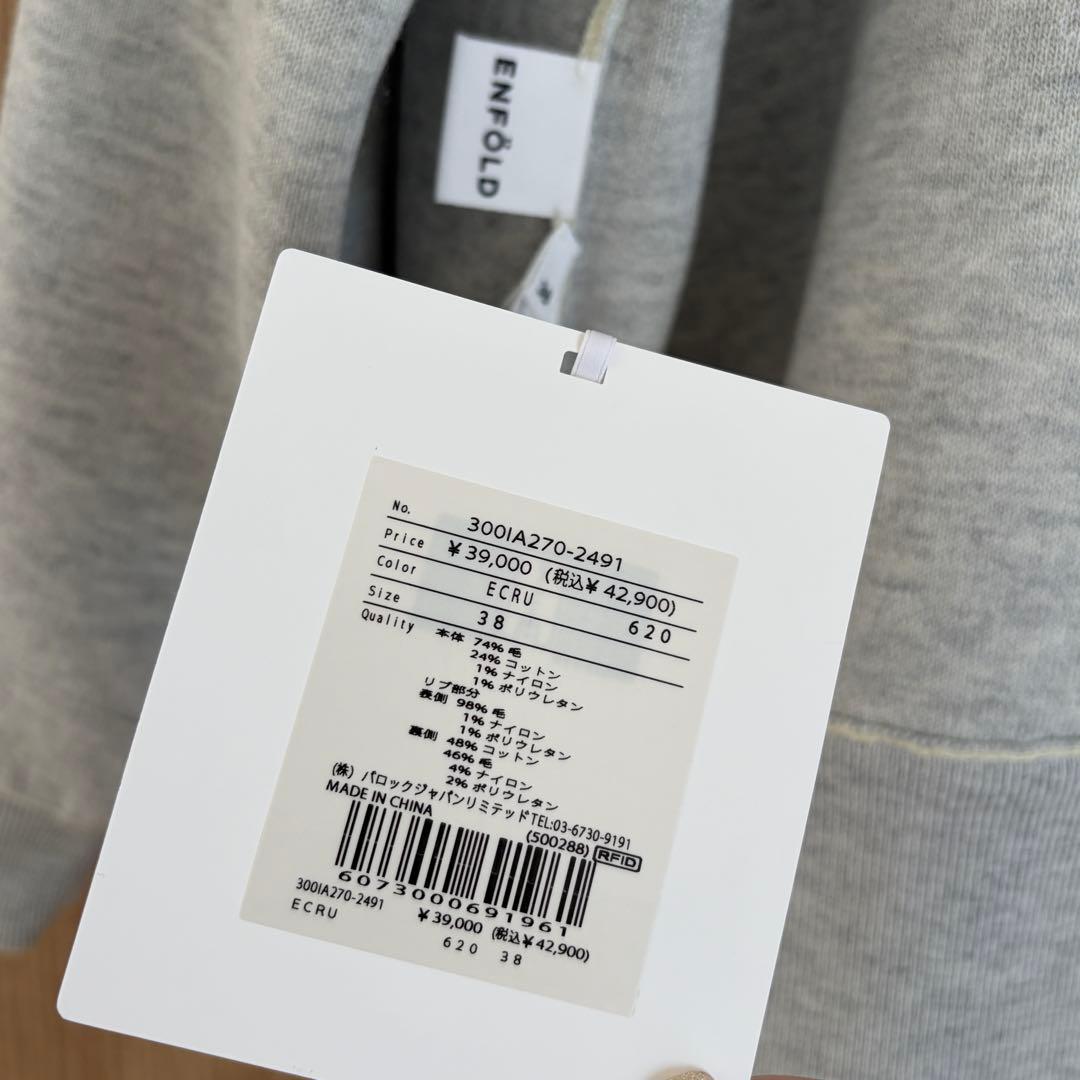 ENFÖLD
No. 300IA270-2491
Price ¥39,000 (税込¥42,900)
Color ECRU 620
Size 38
Quality 本体 74% 毛
24% コットン
1% ナイロン
1% ポリウレタン
リブ部分
表側 98% 毛
1% ナイロン
1% ポリウレタン
裏側 48% コットン
46% 毛
4% ナイロン
2% ポリウレタン
(株) バロックジャパンリミテッド TEL:03-6730-9191
MADE IN CHINA (500288) RFID
6073000691961
300IA270-2491 ¥39,000 (税込¥42,900)
ECRU 620 38